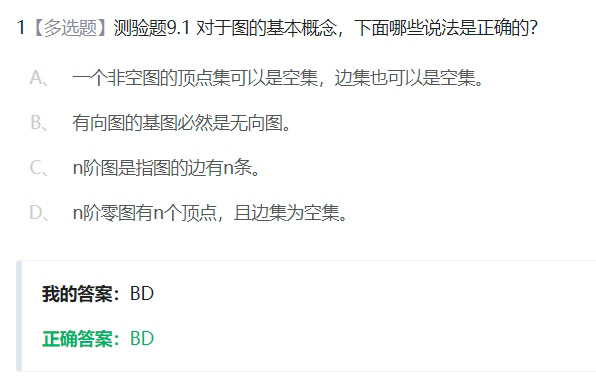 1【多选题】测验题9.1 对于图的基本概念，下面哪些说法是正确的？
A、 一个非空图的顶点集可以是空集，边集也可以是空集。
B、 有向图的基图必然是无向图。
C、 n阶图是指图的边有n条。
D、 n阶零图有n个顶点，且边集为空集。
我的答案：BD
正确答案：BD